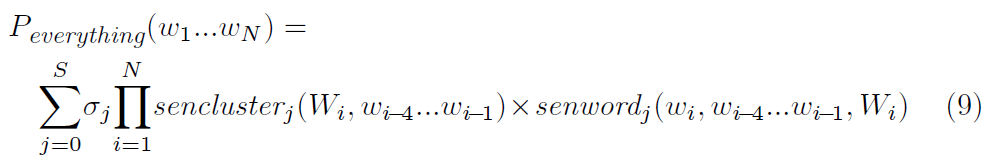 P_{everything}(w_1...w_N) =
\sum_{j=0}^{S} \sigma_j \prod_{i=1}^{N} sencluster_j(W_i, w_{i-4}...w_{i-1}) \times senword_j(w_i, w_{i-4}...w_{i-1}, W_i) (9)